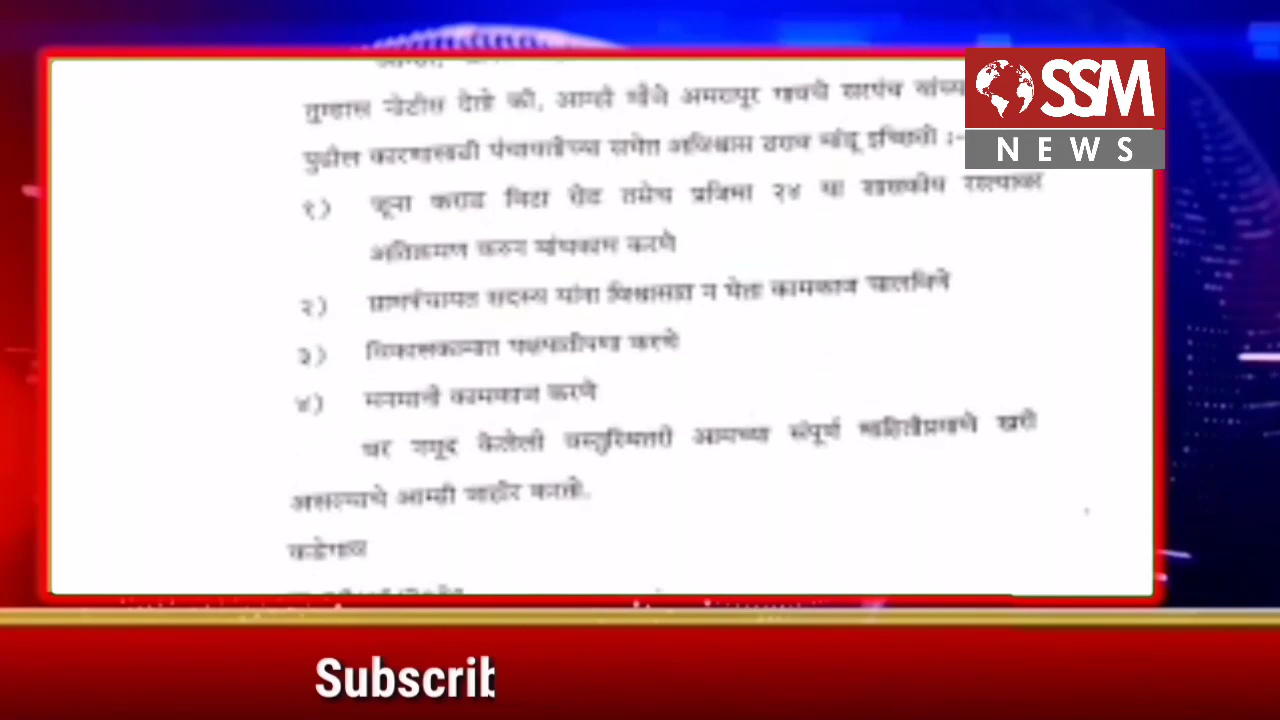 तुम्हास नोटीस देतो की, आम्ही मौजे अमरापूर गावचे सरपंच यांच्या
पुढील कारणासाठी पंचायतीच्या सभेत अविश्वास ठराव मांडू इच्छितो :-
१) जूना कराड विटा रोड तसेच प्रजिमा २४ या शासकीय रस्त्यावर
अतिक्रमण करुन बांधकाम करणे
२) ग्रामपंचायत सदस्य यांना विश्वासात न घेता कामकाज चालविणे
३) विकासकामात पक्षपातीपणा करणे
४) मनमानी कामकाज करणे
वर नमूद केलेली वस्तुस्थिती आमच्या संपूर्ण माहितीप्रमाणे खरी
असल्याचे आम्ही जाहीर करतो.
कडेगाव
SSM
NEWS
Subscrib